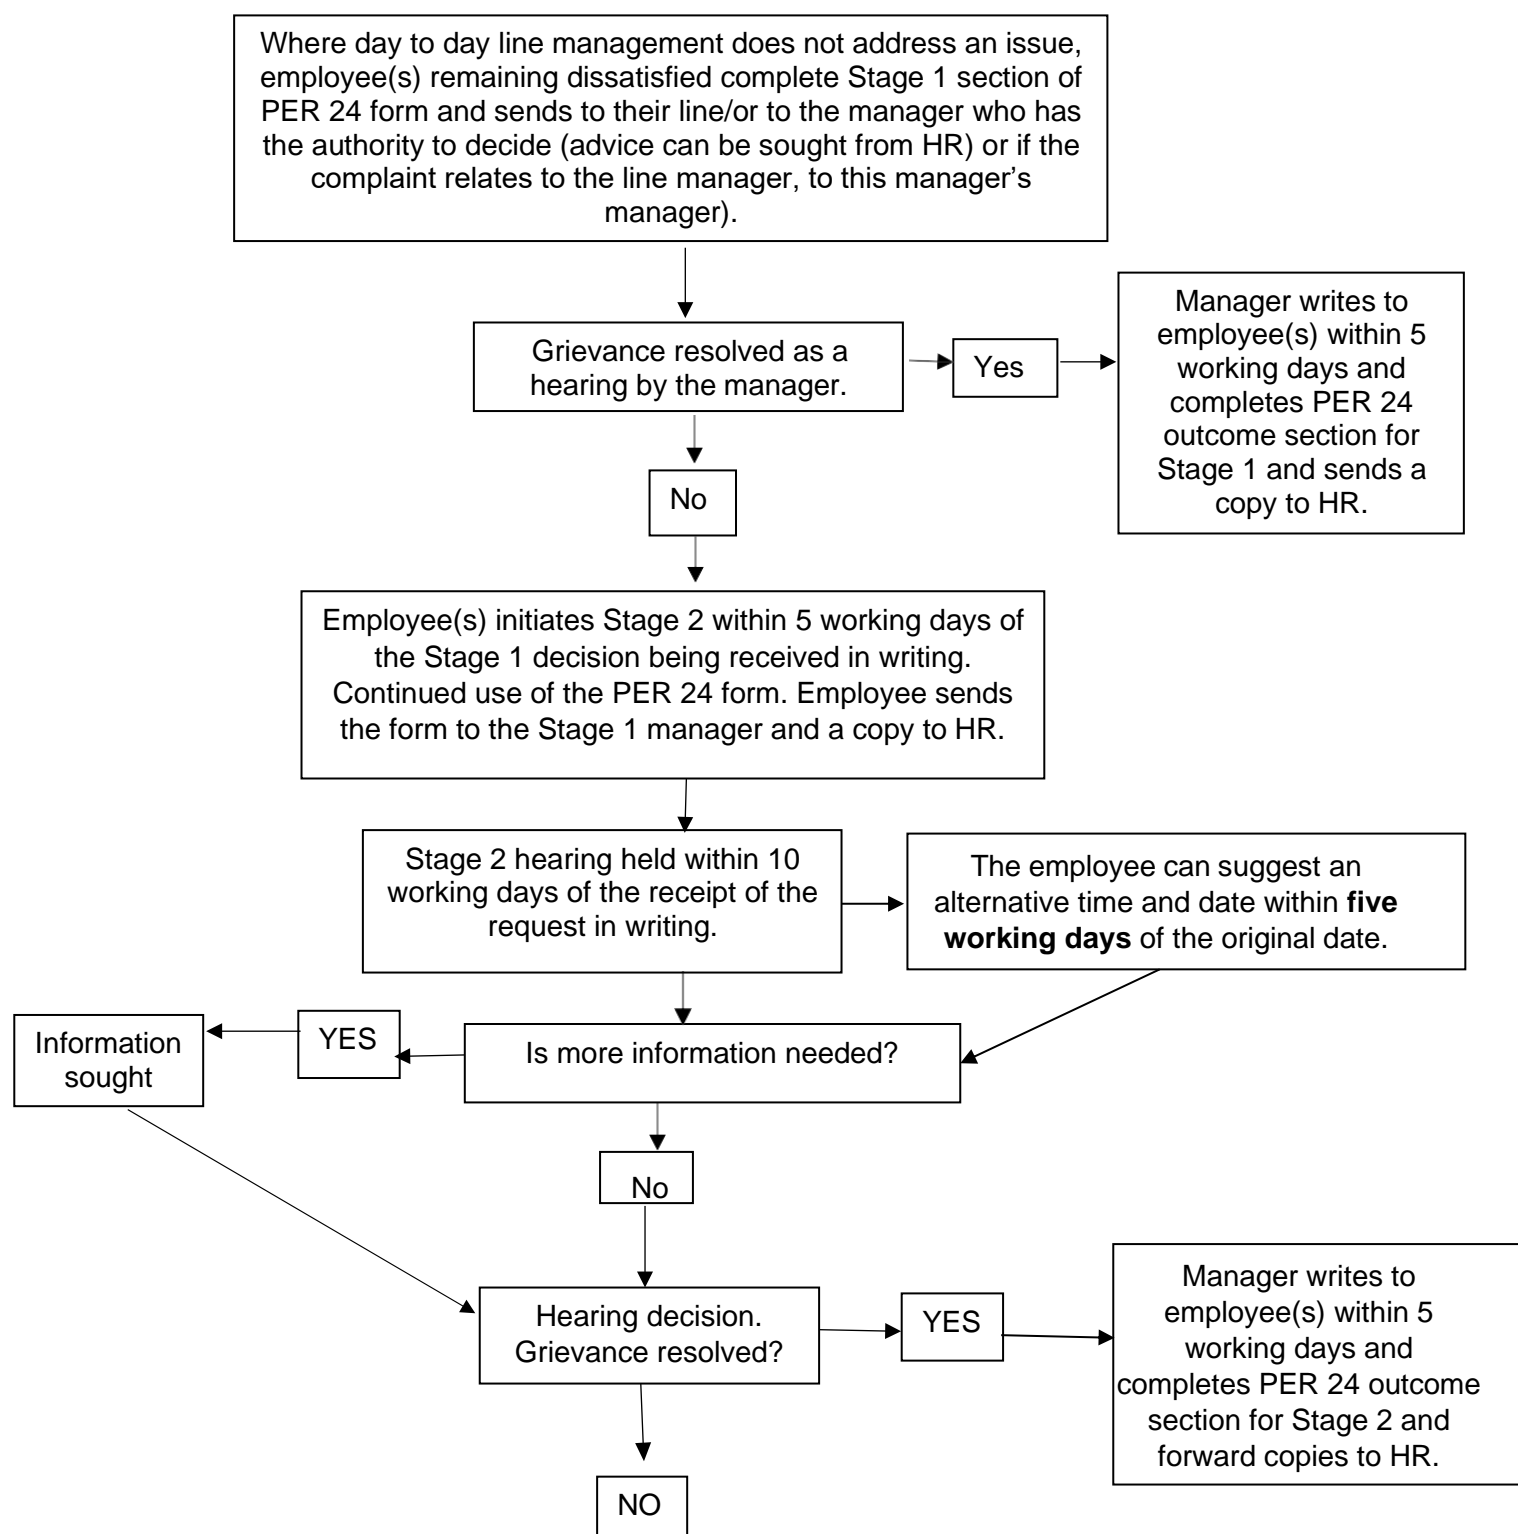 Where day to day line management does not address an issue,
employee(s) remaining dissatisfied complete Stage 1 section of
PER 24 form and sends to their line/or to the manager who has
the authority to decide (advice can be sought from HR) or if the
complaint relates to the line manager, to this manager’s
manager).
Grievance resolved as a
hearing by the manager.
Yes
Manager writes to
employee(s) within 5
working days and
completes PER 24
outcome section for
Stage 1 and sends a
copy to HR.
No
Employee(s) initiates Stage 2 within 5 working days of
the Stage 1 decision being received in writing.
Continued use of the PER 24 form. Employee sends
the form to the Stage 1 manager and a copy to HR.
Stage 2 hearing held within 10
working days of the receipt of the
request in writing.
The employee can suggest an
alternative time and date within five
working days of the original date.
Is more information needed?
YES
Information
sought
No
Hearing decision.
Grievance resolved?
YES
Manager writes to
employee(s) within 5
working days and
completes PER 24 outcome
section for Stage 2 and
forward copies to HR.
NO